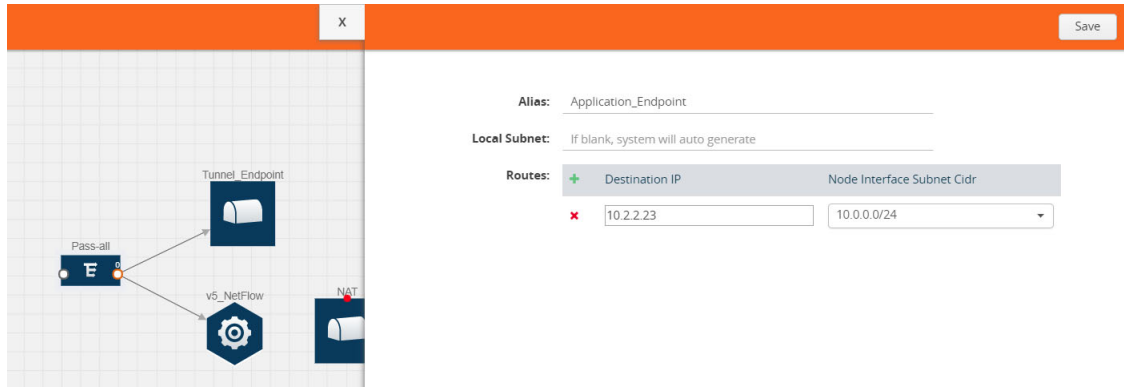 X
Save
Alias: Application_Endpoint
Local Subnet: If blank, system will auto generate
Routes: + Destination IP Node Interface Subnet Cidr
x 10.2.2.23 10.0.0.0/24
Tunnel_Endpoint
Pass-all
0
v5_NetFlow
NAT